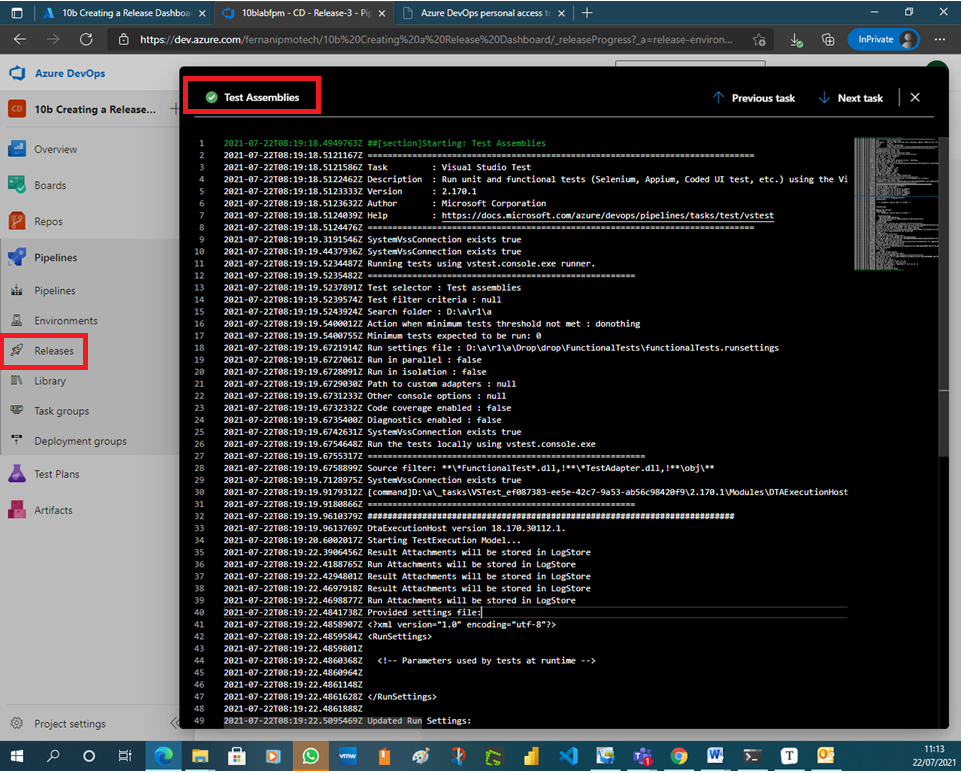 10b Creating a Release Dashboa
10blabfpm - CD - Release-3 - Pip
Azure DevOps personal access to
https://dev.azure.com/fernanipmotech/10b%20Creating%20a%20Release%20Dashboard/_releaseProgress?_a=release-environ...
InPrivate
Azure DevOps
CD
10b Creating a Release...
Overview
Boards
Repos
Pipelines
Pipelines
Environments
Releases
Library
Task groups
Deployment groups
Test Plans
Artifacts
Project settings
Test Assemblies
Previous task
Next task
1 2021-07-22T08:19:18.4949763Z ##[section]Starting: Test Assemblies
2 2021-07-22T08:19:18.5121167Z ==============================================================================
3 2021-07-22T08:19:18.5121586Z Task : Visual Studio Test
4 2021-07-22T08:19:18.5122462Z Description : Run unit and functional tests (Selenium, Appium, Coded UI test, etc.) using the Vi
5 2021-07-22T08:19:18.5123333Z Version : 2.170.1
6 2021-07-22T08:19:18.5123632Z Author : Microsoft Corporation
7 2021-07-22T08:19:18.5124039Z Help : https://docs.microsoft.com/azure/devops/pipelines/tasks/test/vstest
8 2021-07-22T08:19:18.5124476Z ==============================================================================
9 2021-07-22T08:19:19.3191546Z SystemVssConnection exists true
10 2021-07-22T08:19:19.4437936Z SystemVssConnection exists true
11 2021-07-22T08:19:19.5234487Z Running tests using vstest.console.exe runner.
12 2021-07-22T08:19:19.5235482Z ======================================================
13 2021-07-22T08:19:19.5237891Z Test selector : Test assemblies
14 2021-07-22T08:19:19.5239574Z Test filter criteria : null
15 2021-07-22T08:19:19.5243924Z Search folder : D:\a\r1\a
16 2021-07-22T08:19:19.5400012Z Action when minimum tests threshold not met : donothing
17 2021-07-22T08:19:19.5400755Z Minimum tests expected to be run: 0
18 2021-07-22T08:19:19.6721914Z Run settings file : D:\a\r1\a\Drop\drop\FunctionalTests\functionalTests.runsettings
19 2021-07-22T08:19:19.6727061Z Run in parallel : false
20 2021-07-22T08:19:19.6728091Z Run in isolation : false
21 2021-07-22T08:19:19.6729030Z Path to custom adapters : null
22 2021-07-22T08:19:19.6731233Z Other console options : null
23 2021-07-22T08:19:19.6732332Z Code coverage enabled : false
24 2021-07-22T08:19:19.6735400Z Diagnostics enabled : false
25 2021-07-22T08:19:19.6742631Z SystemVssConnection exists true
26 2021-07-22T08:19:19.6754648Z Run the tests locally using vstest.console.exe
27 2021-07-22T08:19:19.6755317Z ========================================================
28 2021-07-22T08:19:19.6758899Z Source filter: **\*FunctionalTest*.dll,!**\*TestAdapter.dll,!**\obj\**
29 2021-07-22T08:19:19.7128975Z SystemVssConnection exists true
30 2021-07-22T08:19:19.9179312Z [command]D:\a\_tasks\VSTest_ef087383-ee5e-42c7-9a53-ab56c98420f9\2.170.1\Modules\DTAExecutionHost
31 2021-07-22T08:19:19.9180866Z ======================================================
32 2021-07-22T08:19:19.9610379Z ##########################################################################
33 2021-07-22T08:19:19.9613769Z DtaExecutionHost version 18.170.30112.1.
34 2021-07-22T08:19:20.6002017Z Starting TestExecution Model...
35 2021-07-22T08:19:22.3906456Z Result Attachments will be stored in LogStore
36 2021-07-22T08:19:22.4188765Z Run Attachments will be stored in LogStore
37 2021-07-22T08:19:22.4294801Z Result Attachments will be stored in LogStore
38 2021-07-22T08:19:22.4697918Z Result Attachments will be stored in LogStore
39 2021-07-22T08:19:22.4698877Z Run Attachments will be stored in LogStore
40 2021-07-22T08:19:22.4841738Z Provided settings file:
41 2021-07-22T08:19:22.4858907Z <?xml version="1.0" encoding="utf-8"?>
42 2021-07-22T08:19:22.4859584Z <RunSettings>
43 2021-07-22T08:19:22.4859801Z
44 2021-07-22T08:19:22.4860368Z <!-- Parameters used by tests at runtime -->
45 2021-07-22T08:19:22.4860964Z
46 2021-07-22T08:19:22.4861148Z
47 2021-07-22T08:19:22.4861628Z </RunSettings>
48 2021-07-22T08:19:22.4861888Z
49 2021-07-22T08:19:22.5095469Z Updated Run Settings:
vmw
11:13
22/07/2021